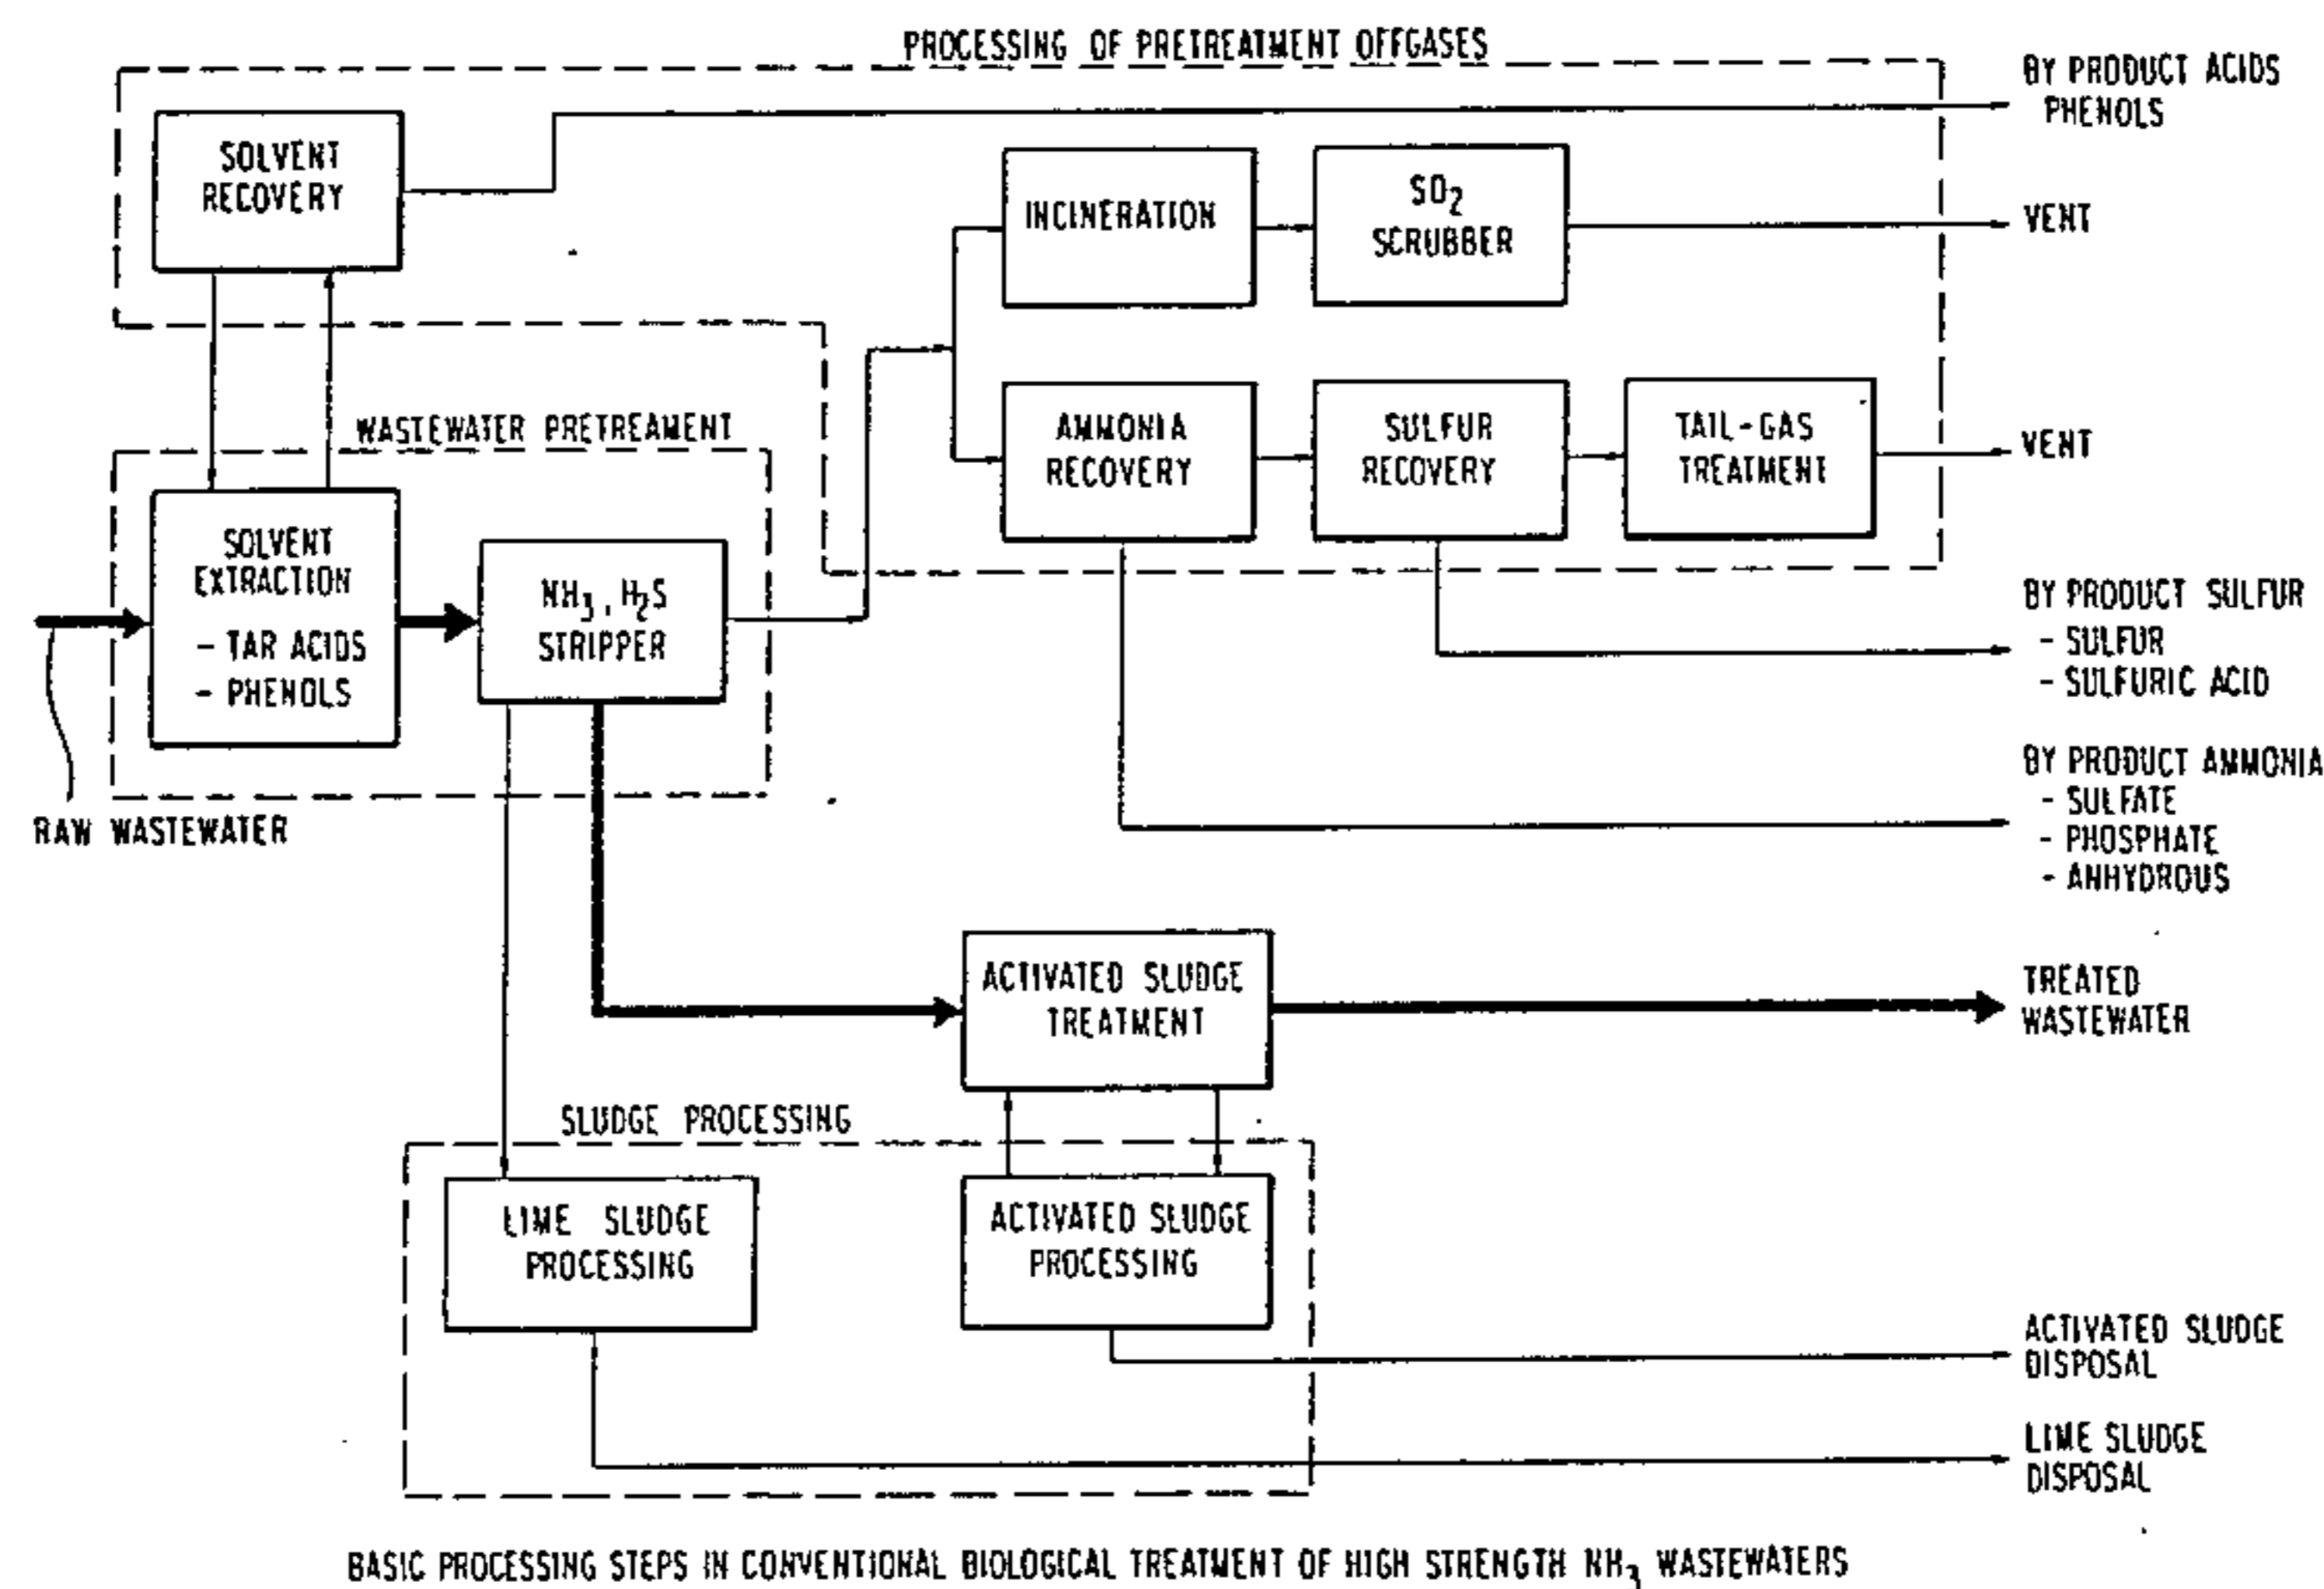 PROCESSING OF PRETREATMENT OFFGASES
BY PRODUCT ACIDS
PHENOLS
SOLVENT
RECOVERY
INCINERATION
SO2
SCRUBBER
VENT
WASTEWATER PRETREAMENT
AMMONIA
RECOVERY
SULFUR
RECOVERY
TAIL-GAS
TREATMENT
VENT
SOLVENT
EXTRACTION
- TAR ACIDS
- PHENOLS
NH3, H2S
STRIPPER
BY PRODUCT SULFUR
- SULFUR
- SULFURIC ACID
RAW WASTEWATER
BY PRODUCT AMMONIA
- SULFATE
- PHOSPHATE
- ANHYDROUS
ACTIVATED SLUDGE
TREATMENT
TREATED
WASTEWATER
SLUDGE PROCESSING
LIME SLUDGE
PROCESSING
ACTIVATED SLUDGE
PROCESSING
ACTIVATED SLUDGE
DISPOSAL
LIME SLUDGE
DISPOSAL
BASIC PROCESSING STEPS IN CONVENTIONAL BIOLOGICAL TREATMENT OF HIGH STRENGTH NH3 WASTEWATERS